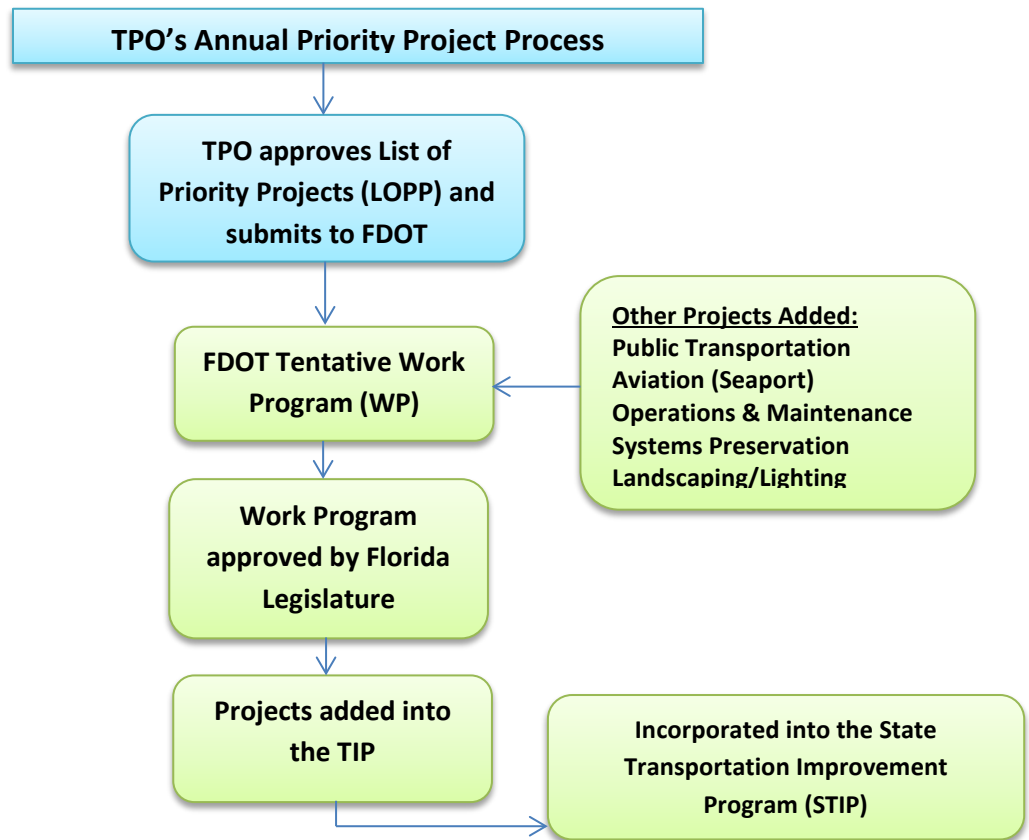 TPO’s Annual Priority Project Process
TPO approves List of
Priority Projects (LOPP) and
submits to FDOT
FDOT Tentative Work
Program (WP)
Other Projects Added:
Public Transportation
Aviation (Seaport)
Operations & Maintenance
Systems Preservation
Landscaping/Lighting
Work Program
approved by Florida
Legislature
Projects added into
the TIP
Incorporated into the State
Transportation Improvement
Program (STIP)